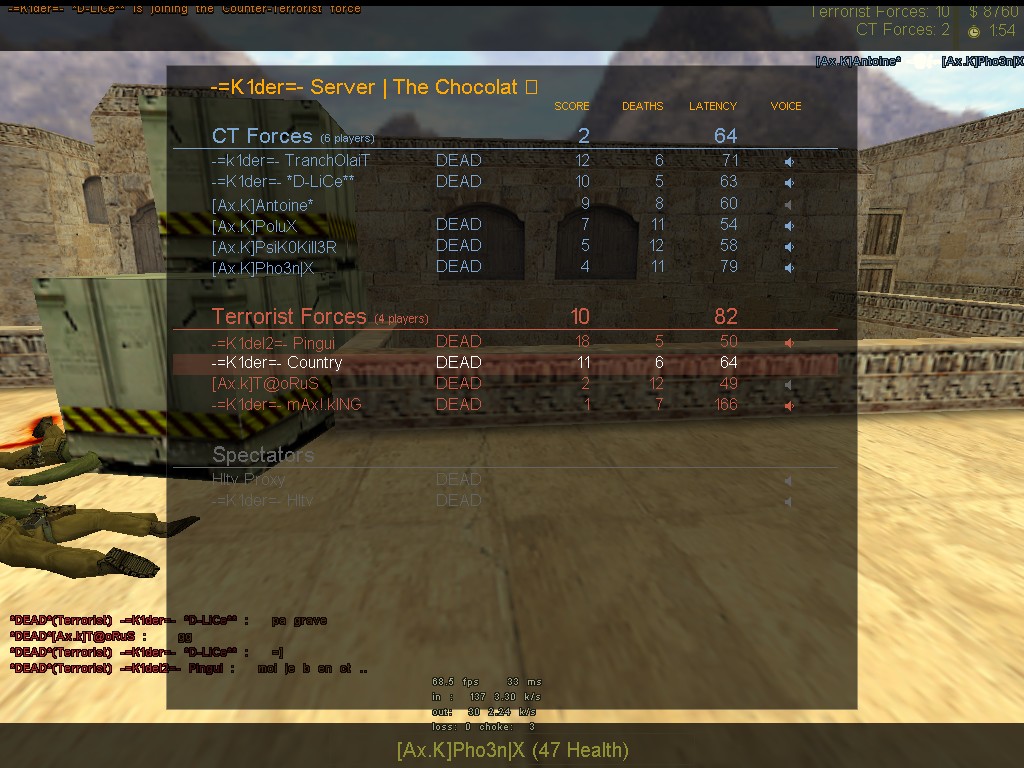 -=K1der=- *D-LiCe** is joining the Counter-Terrorist force
Terrorist Forces: 10 $ 8760
CT Forces: 2 1:54
[Ax.K]Antoine* [Ax.K]Pho3n|X
-=K1der=- Server | The Chocolat
SCORE DEATHS LATENCY VOICE
CT Forces (6 players) 2 64
-=K1der=- TranchOlaiT DEAD 12 6 71
-=K1der=- *D-LiCe** DEAD 10 5 63
[Ax.K]Antoine* 9 8 60
[Ax.K]PoluX DEAD 7 11 54
[Ax.K]PsiK0Kill3R DEAD 5 12 58
[Ax.K]Pho3n|X DEAD 4 11 79
Terrorist Forces (4 players) 10 82
-=K1del2=- Pingui DEAD 18 5 50
-=K1der=- Country DEAD 11 6 64
[Ax.k]T@oRuS DEAD 2 12 49
-=K1der=- mAx!.kING DEAD 1 7 166
Spectators
Hltv Proxy DEAD
-=K1der=- Hltv DEAD
*DEAD*(Terrorist) -=K1der=- *D-LiCe** : pa grave
*DEAD*[Ax.k]T@oRuS : gg
*DEAD*(Terrorist) -=K1der=- *D-LiCe** : =]
*DEAD*(Terrorist) -=K1del2=- Pingui : moi je b en ct ..
68.5 fps 33 ms
in : 137 3.30 k/s
out: 30 2.24 k/s
loss: 0 choke: 3
[Ax.K]Pho3n|X (47 Health)